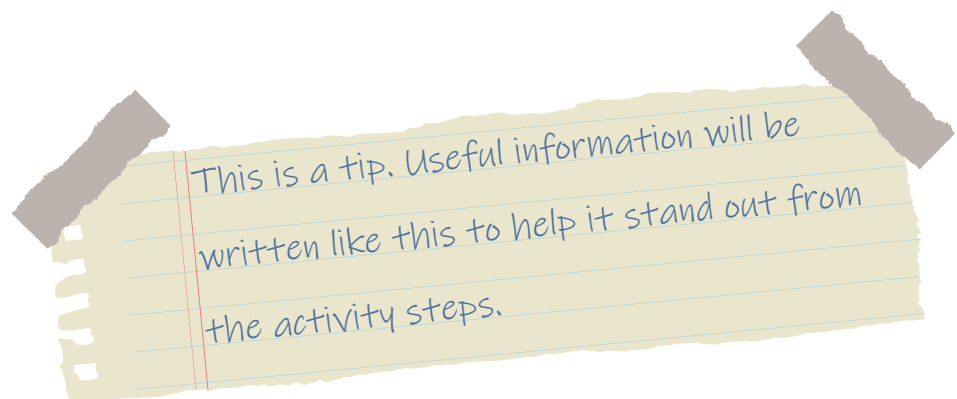 This is a tip. Useful information will be
written like this to help it stand out from
the activity steps.